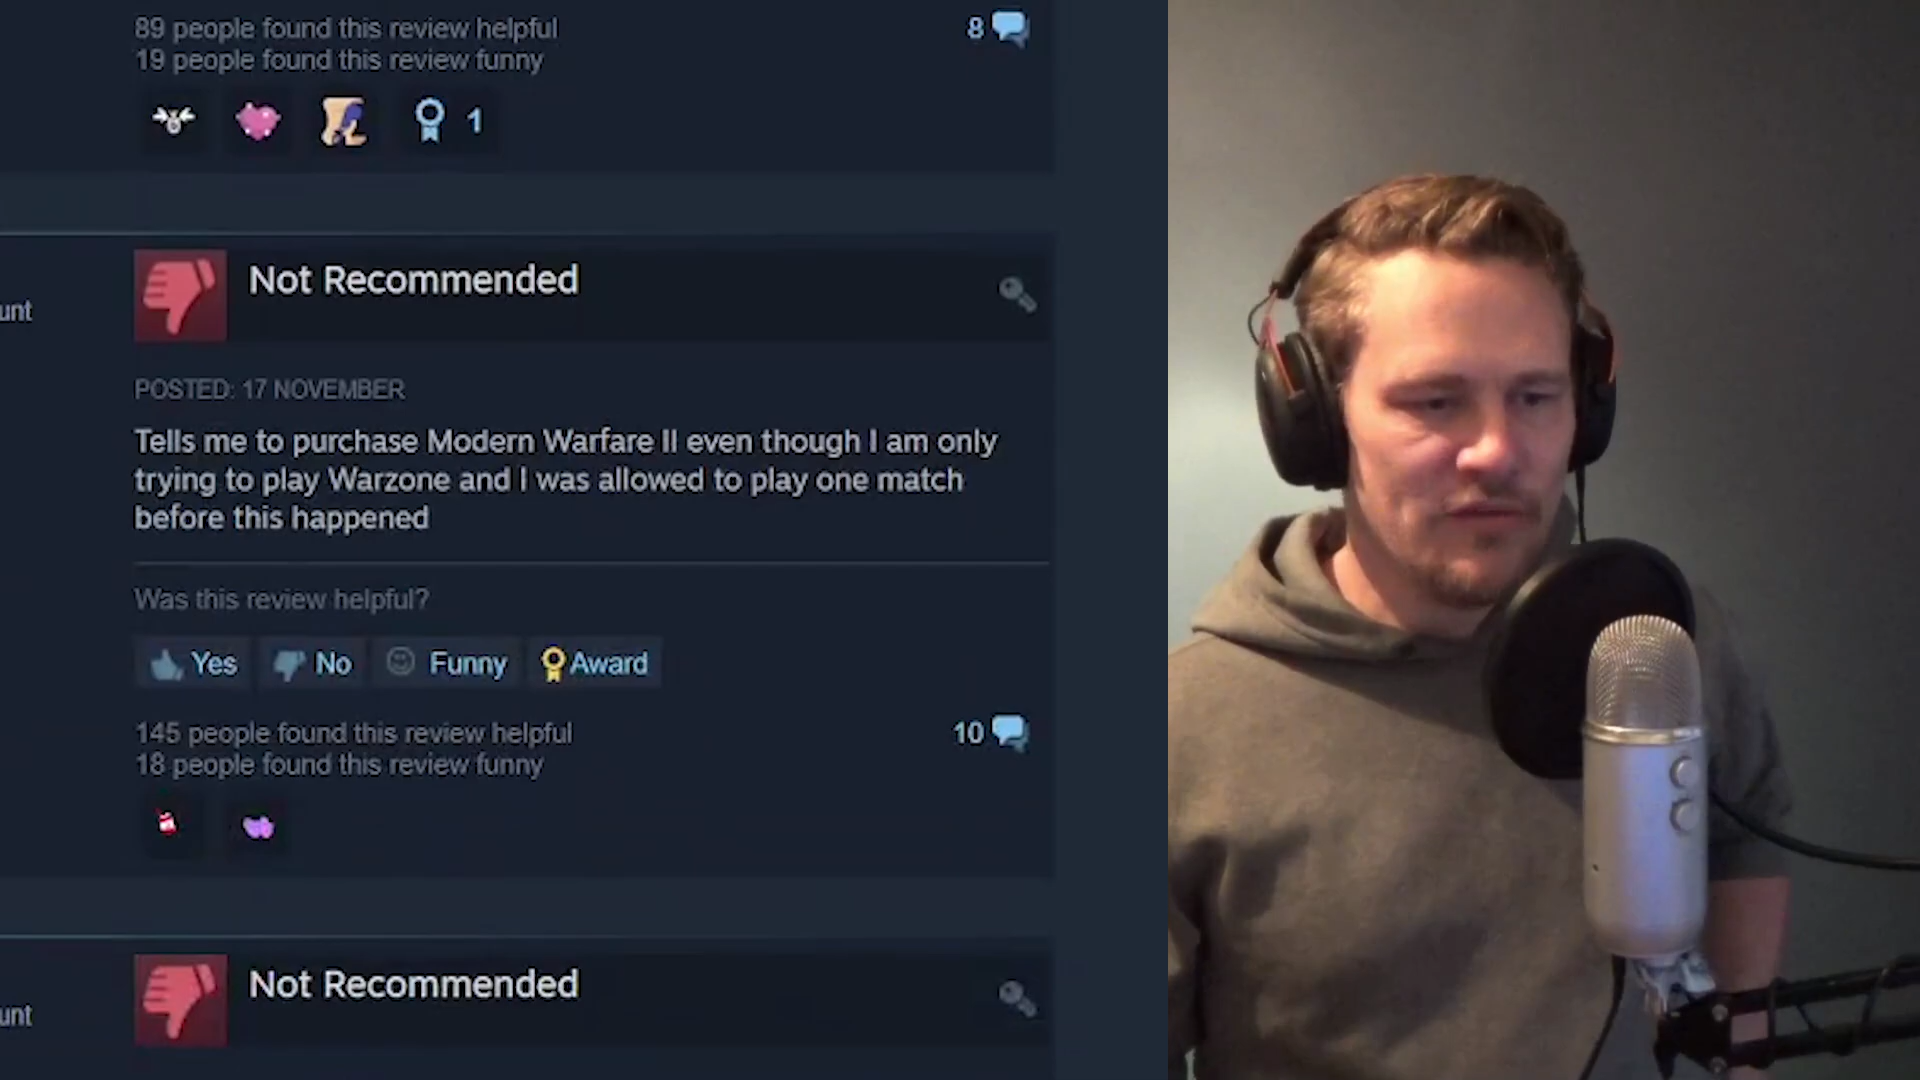 89 people found this review helpful
8
19 people found this review funny
1
Not Recommended
unt
POSTED: 17 NOVEMBER
Tells me to purchase Modern Warfare II even though I am only
trying to play Warzone and I was allowed to play one match
before this happened
Was this review helpful?
Yes No Funny Award
145 people found this review helpful
10
18 people found this review funny
Not Recommended
unt